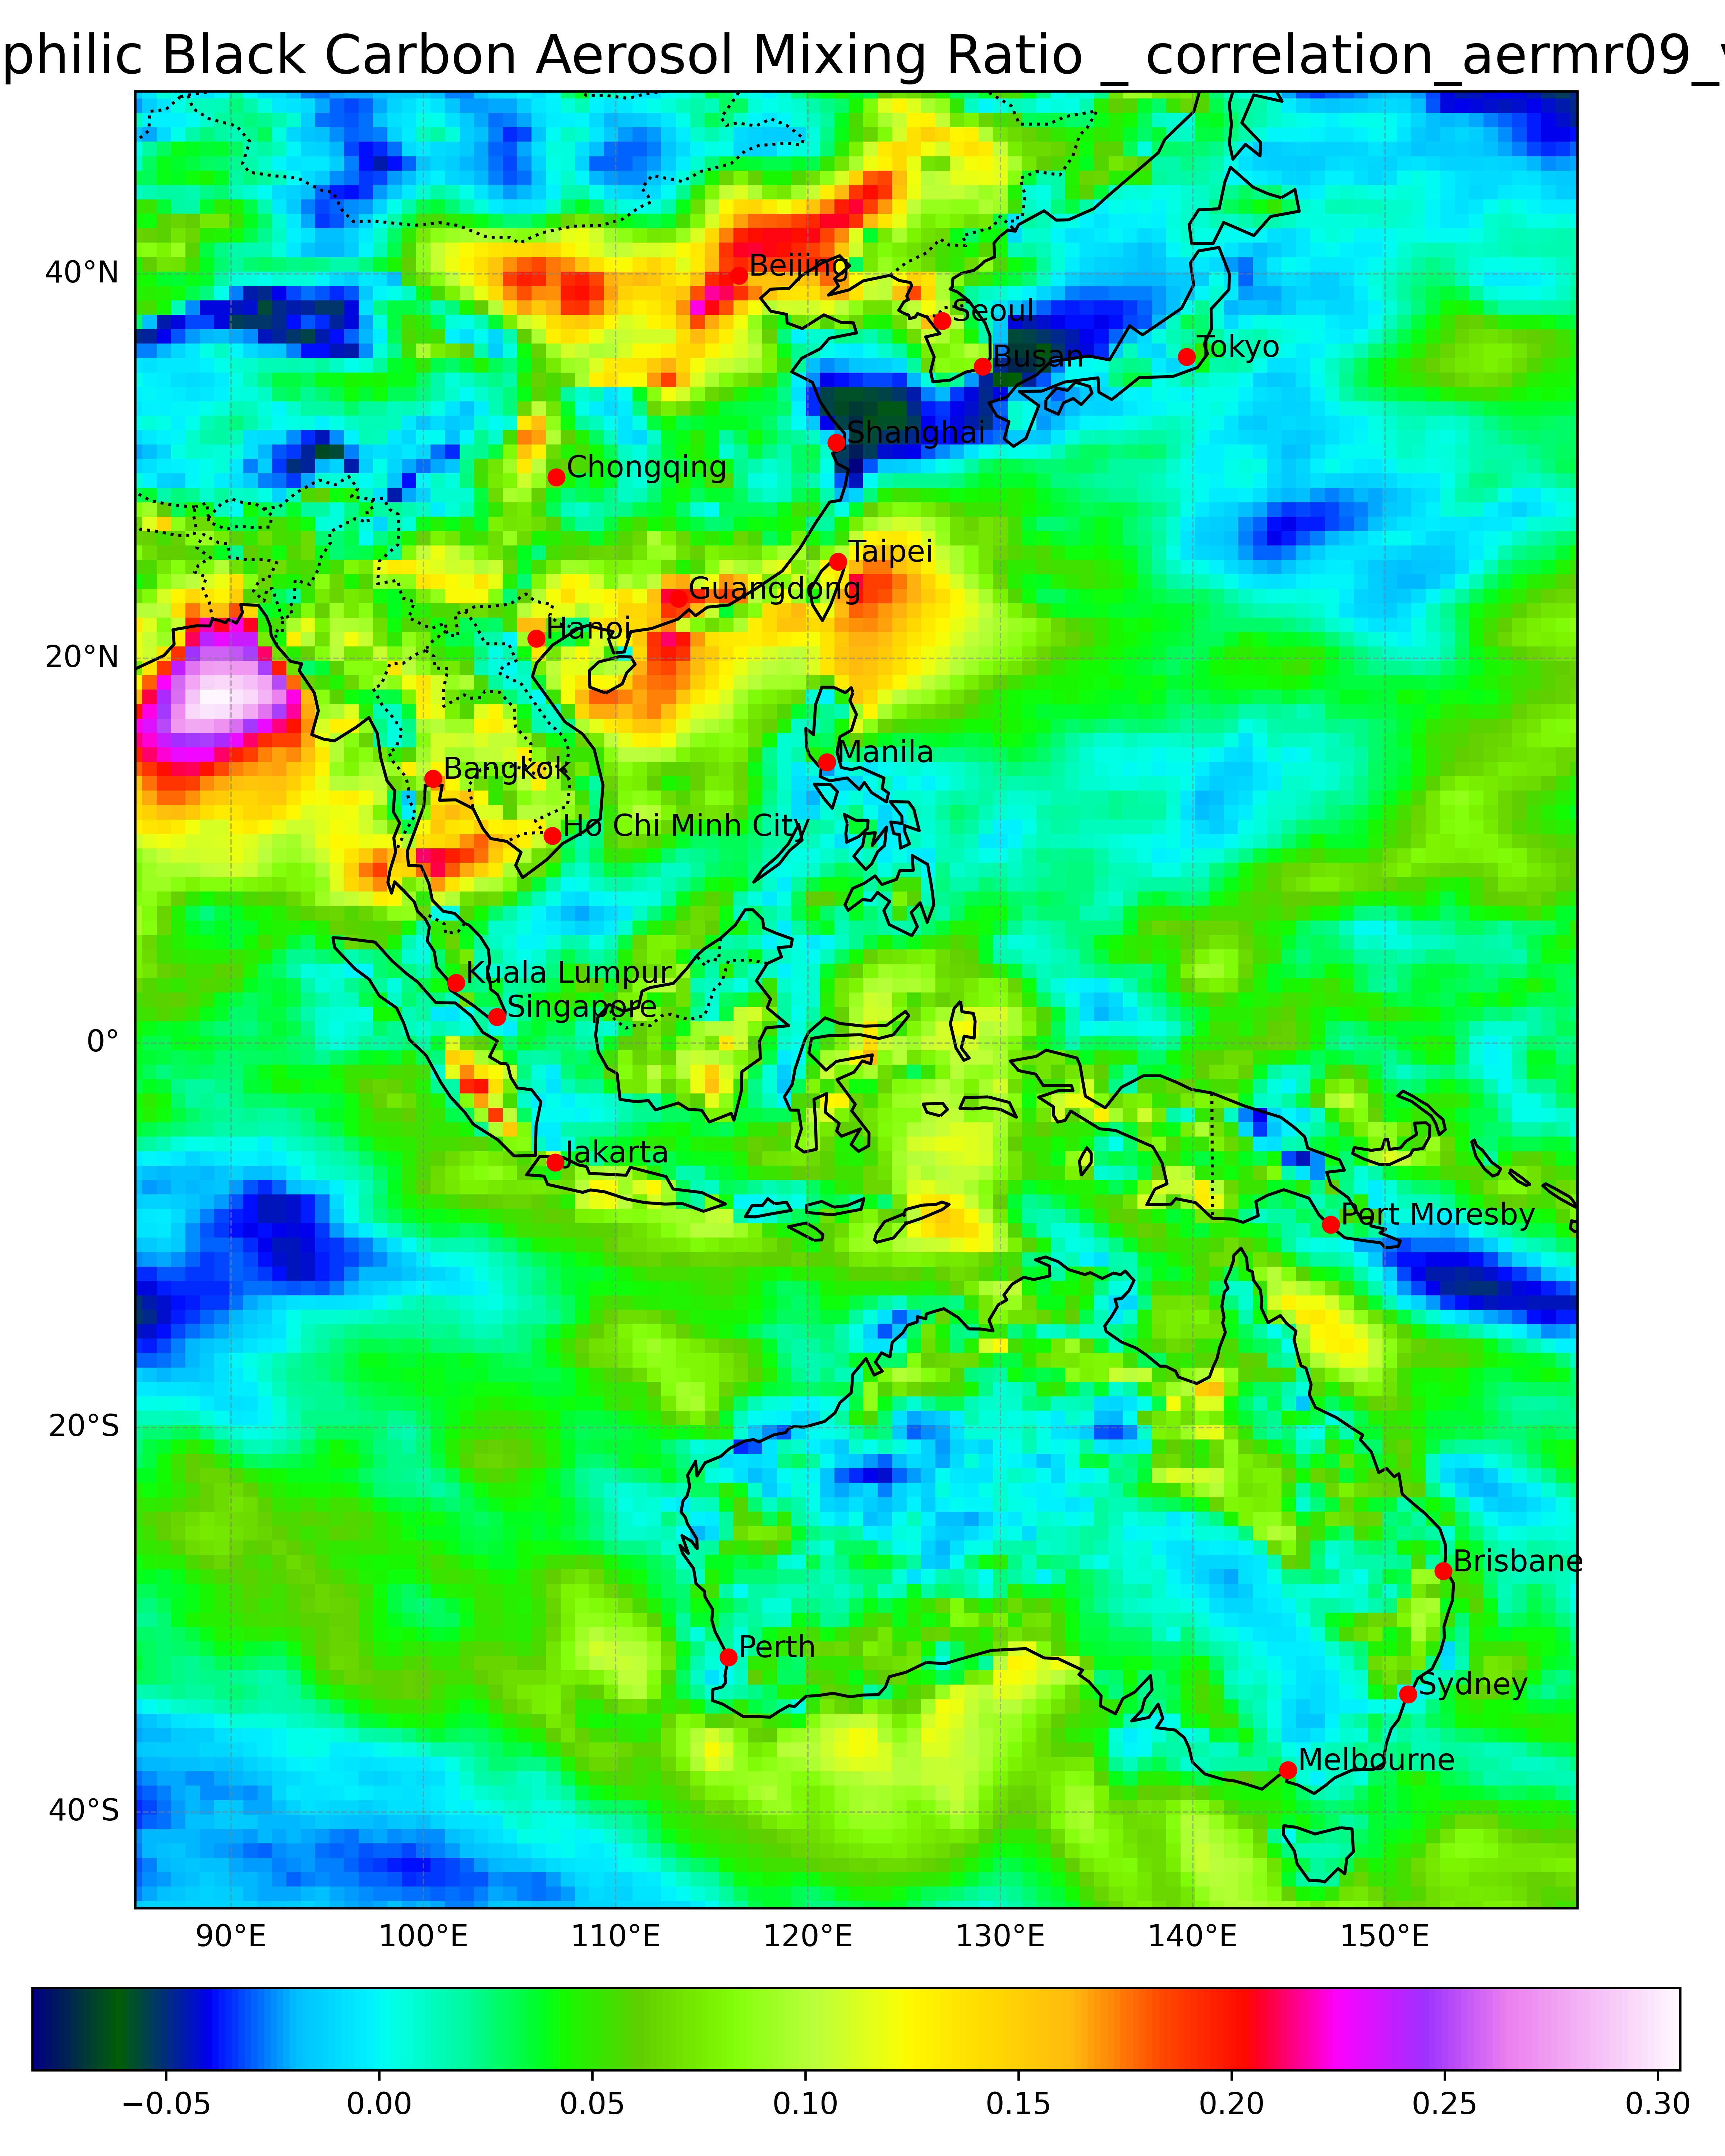 philic Black Carbon Aerosol Mixing Ratio _ correlation_aermr09_
40°N
20°N
0°
20°S
40°S
Beijing
Seoul
Busan
Tokyo
Shanghai
Chongqing
Taipei
Guangdong
Hanoi
Manila
Bangkok
Ho Chi Minh City
Kuala Lumpur
Singapore
Jakarta
Port Moresby
Brisbane
Perth
Sydney
Melbourne
90°E 100°E 110°E 120°E 130°E 140°E 150°E
−0.05 0.00 0.05 0.10 0.15 0.20 0.25 0.30